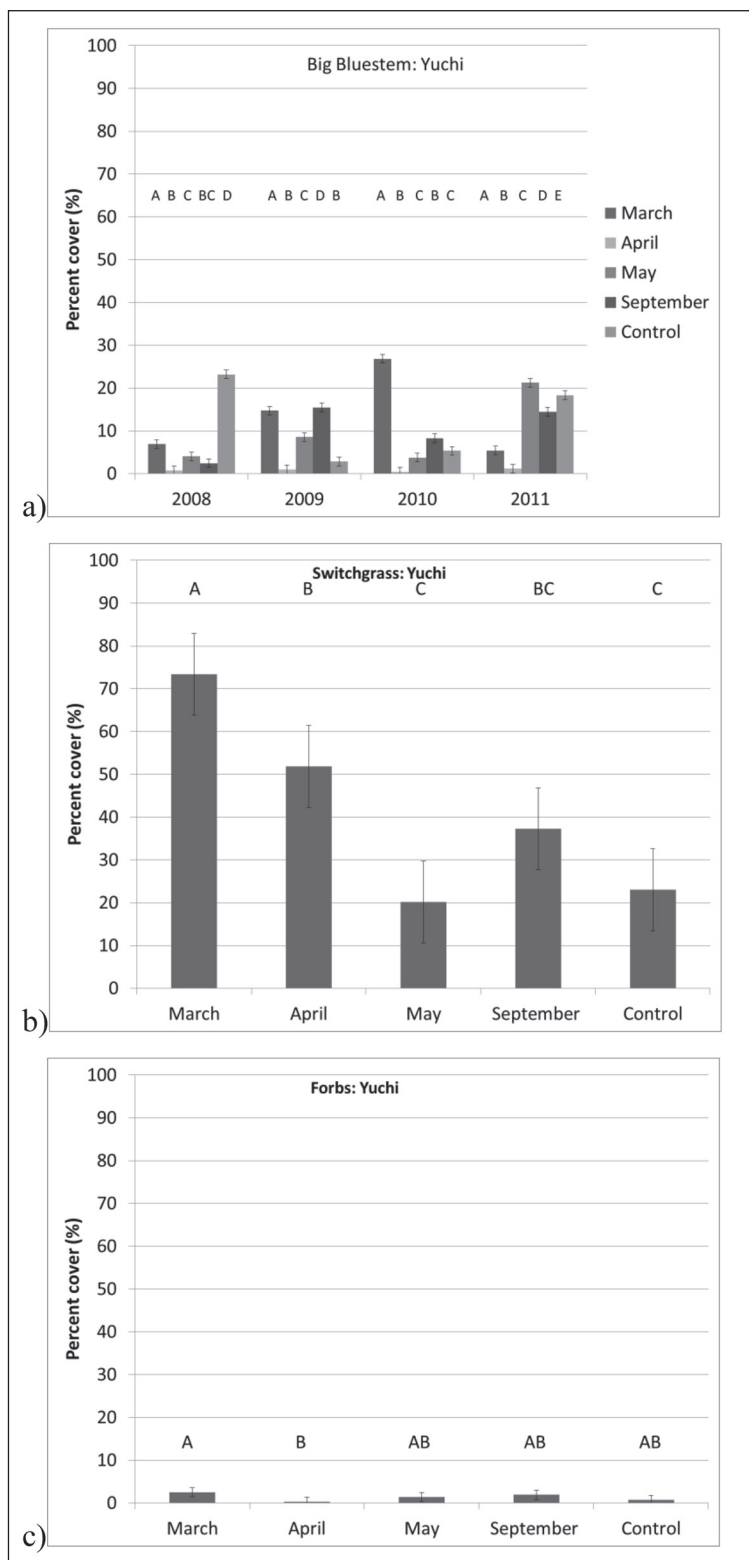 Big Bluestem: Yuchi
100
90
80
70
60
50
40
30
20
10
0
Percent cover (%)
A B C BC D
A B C D B
A B C B C
A B C D E
March
April
May
September
Control
2008 2009 2010 2011
a)
Switchgrass: Yuchi
100
90
80
70
60
50
40
30
20
10
0
Percent cover (%)
A B C BC C
March April May September Control
b)
Forbs: Yuchi
100
90
80
70
60
50
40
30
20
10
0
Percent cover (%)
A B AB AB AB
March April May September Control
c)